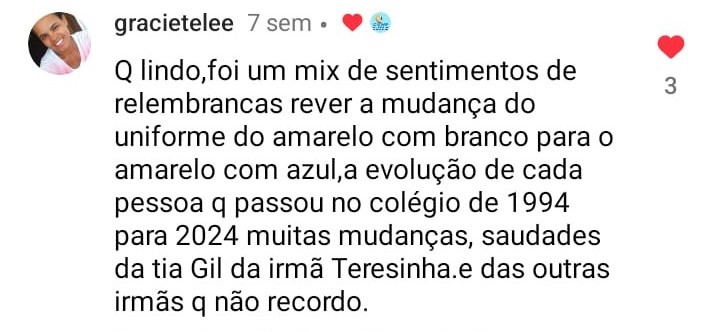 gracietelee 7 sem •
Q lindo,foi um mix de sentimentos de
relembrancas rever a mudança do
uniforme do amarelo com branco para o
amarelo com azul,a evolução de cada
pessoa q passou no colégio de 1994
para 2024 muitas mudanças, saudades
da tia Gil da irmã Teresinha.e das outras
irmãs q não recordo.
3